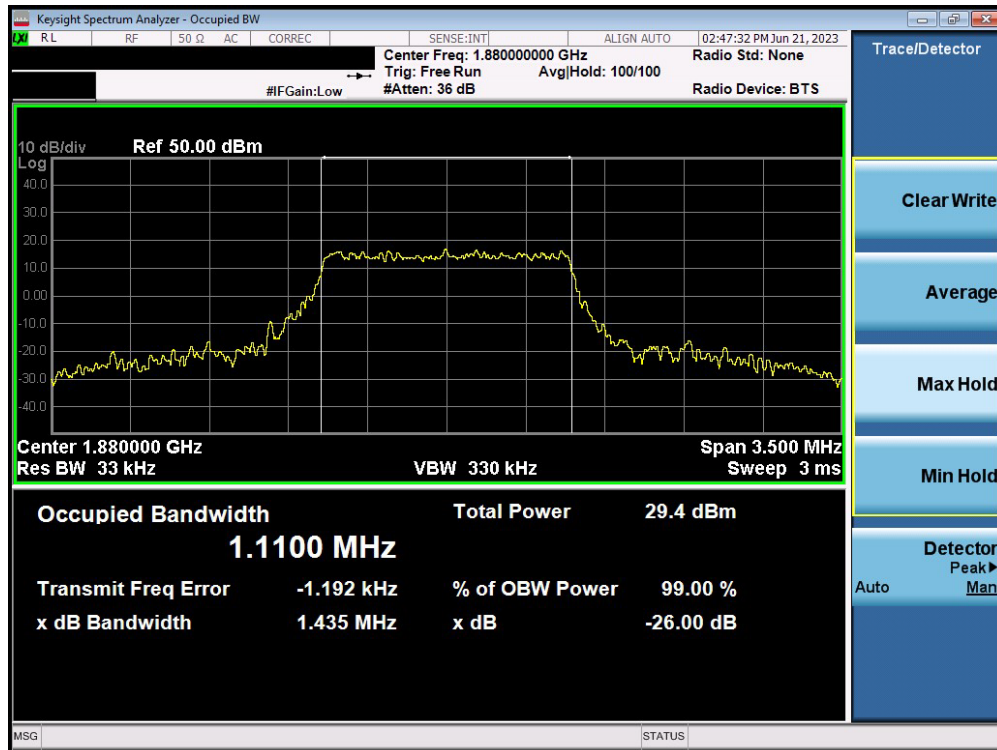 Keysight Spectrum Analyzer - Occupied BW
LXI RL RF 50 Ω AC CORREC SENSE:INT ALIGN AUTO 02:47:32 PM Jun 21, 2023
Center Freq: 1.880000000 GHz Radio Std: None
Trig: Free Run Avg|Hold: 100/100
#IFGain:Low #Atten: 36 dB Radio Device: BTS
10 dB/div Ref 50.00 dBm
Log
40.0
30.0
20.0
10.0
0.00
-10.0
-20.0
-30.0
-40.0
Center 1.880000 GHz Span 3.500 MHz
Res BW 33 kHz VBW 330 kHz Sweep 3 ms
Occupied Bandwidth Total Power 29.4 dBm
1.1100 MHz
Transmit Freq Error -1.192 kHz % of OBW Power 99.00 %
x dB Bandwidth 1.435 MHz x dB -26.00 dB
MSG STATUS
Trace/Detector
Clear Write
Average
Max Hold
Min Hold
Detector
Peak▶
Auto Man